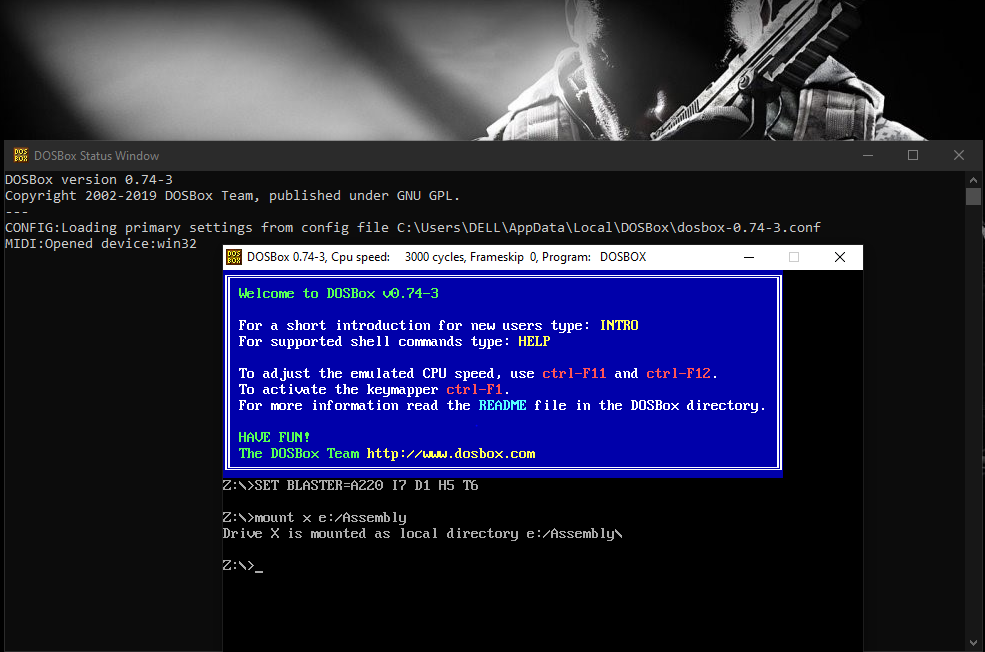 DOS
BOX
DOSBox Status Window
DOSBox version 0.74-3
Copyright 2002-2019 DOSBox Team, published under GNU GPL.
---
CONFIG:Loading primary settings from config file C:\Users\DELL\AppData\Local\DOSBox\dosbox-0.74-3.conf
MIDI:Opened device:win32
DOS
BOX
DOSBox 0.74-3, Cpu speed: 3000 cycles, Frameskip 0, Program: DOSBOX
Welcome to DOSBox v0.74-3
For a short introduction for new users type: INTRO
For supported shell commands type: HELP
To adjust the emulated CPU speed, use ctrl-F11 and ctrl-F12.
To activate the keymapper ctrl-F1.
For more information read the README file in the DOSBox directory.
HAVE FUN!
The DOSBox Team http://www.dosbox.com
Z:\>SET BLASTER=A220 I7 D1 H5 T6
Z:\>mount x e:/Assembly
Drive X is mounted as local directory e:/Assembly\
Z:\>_